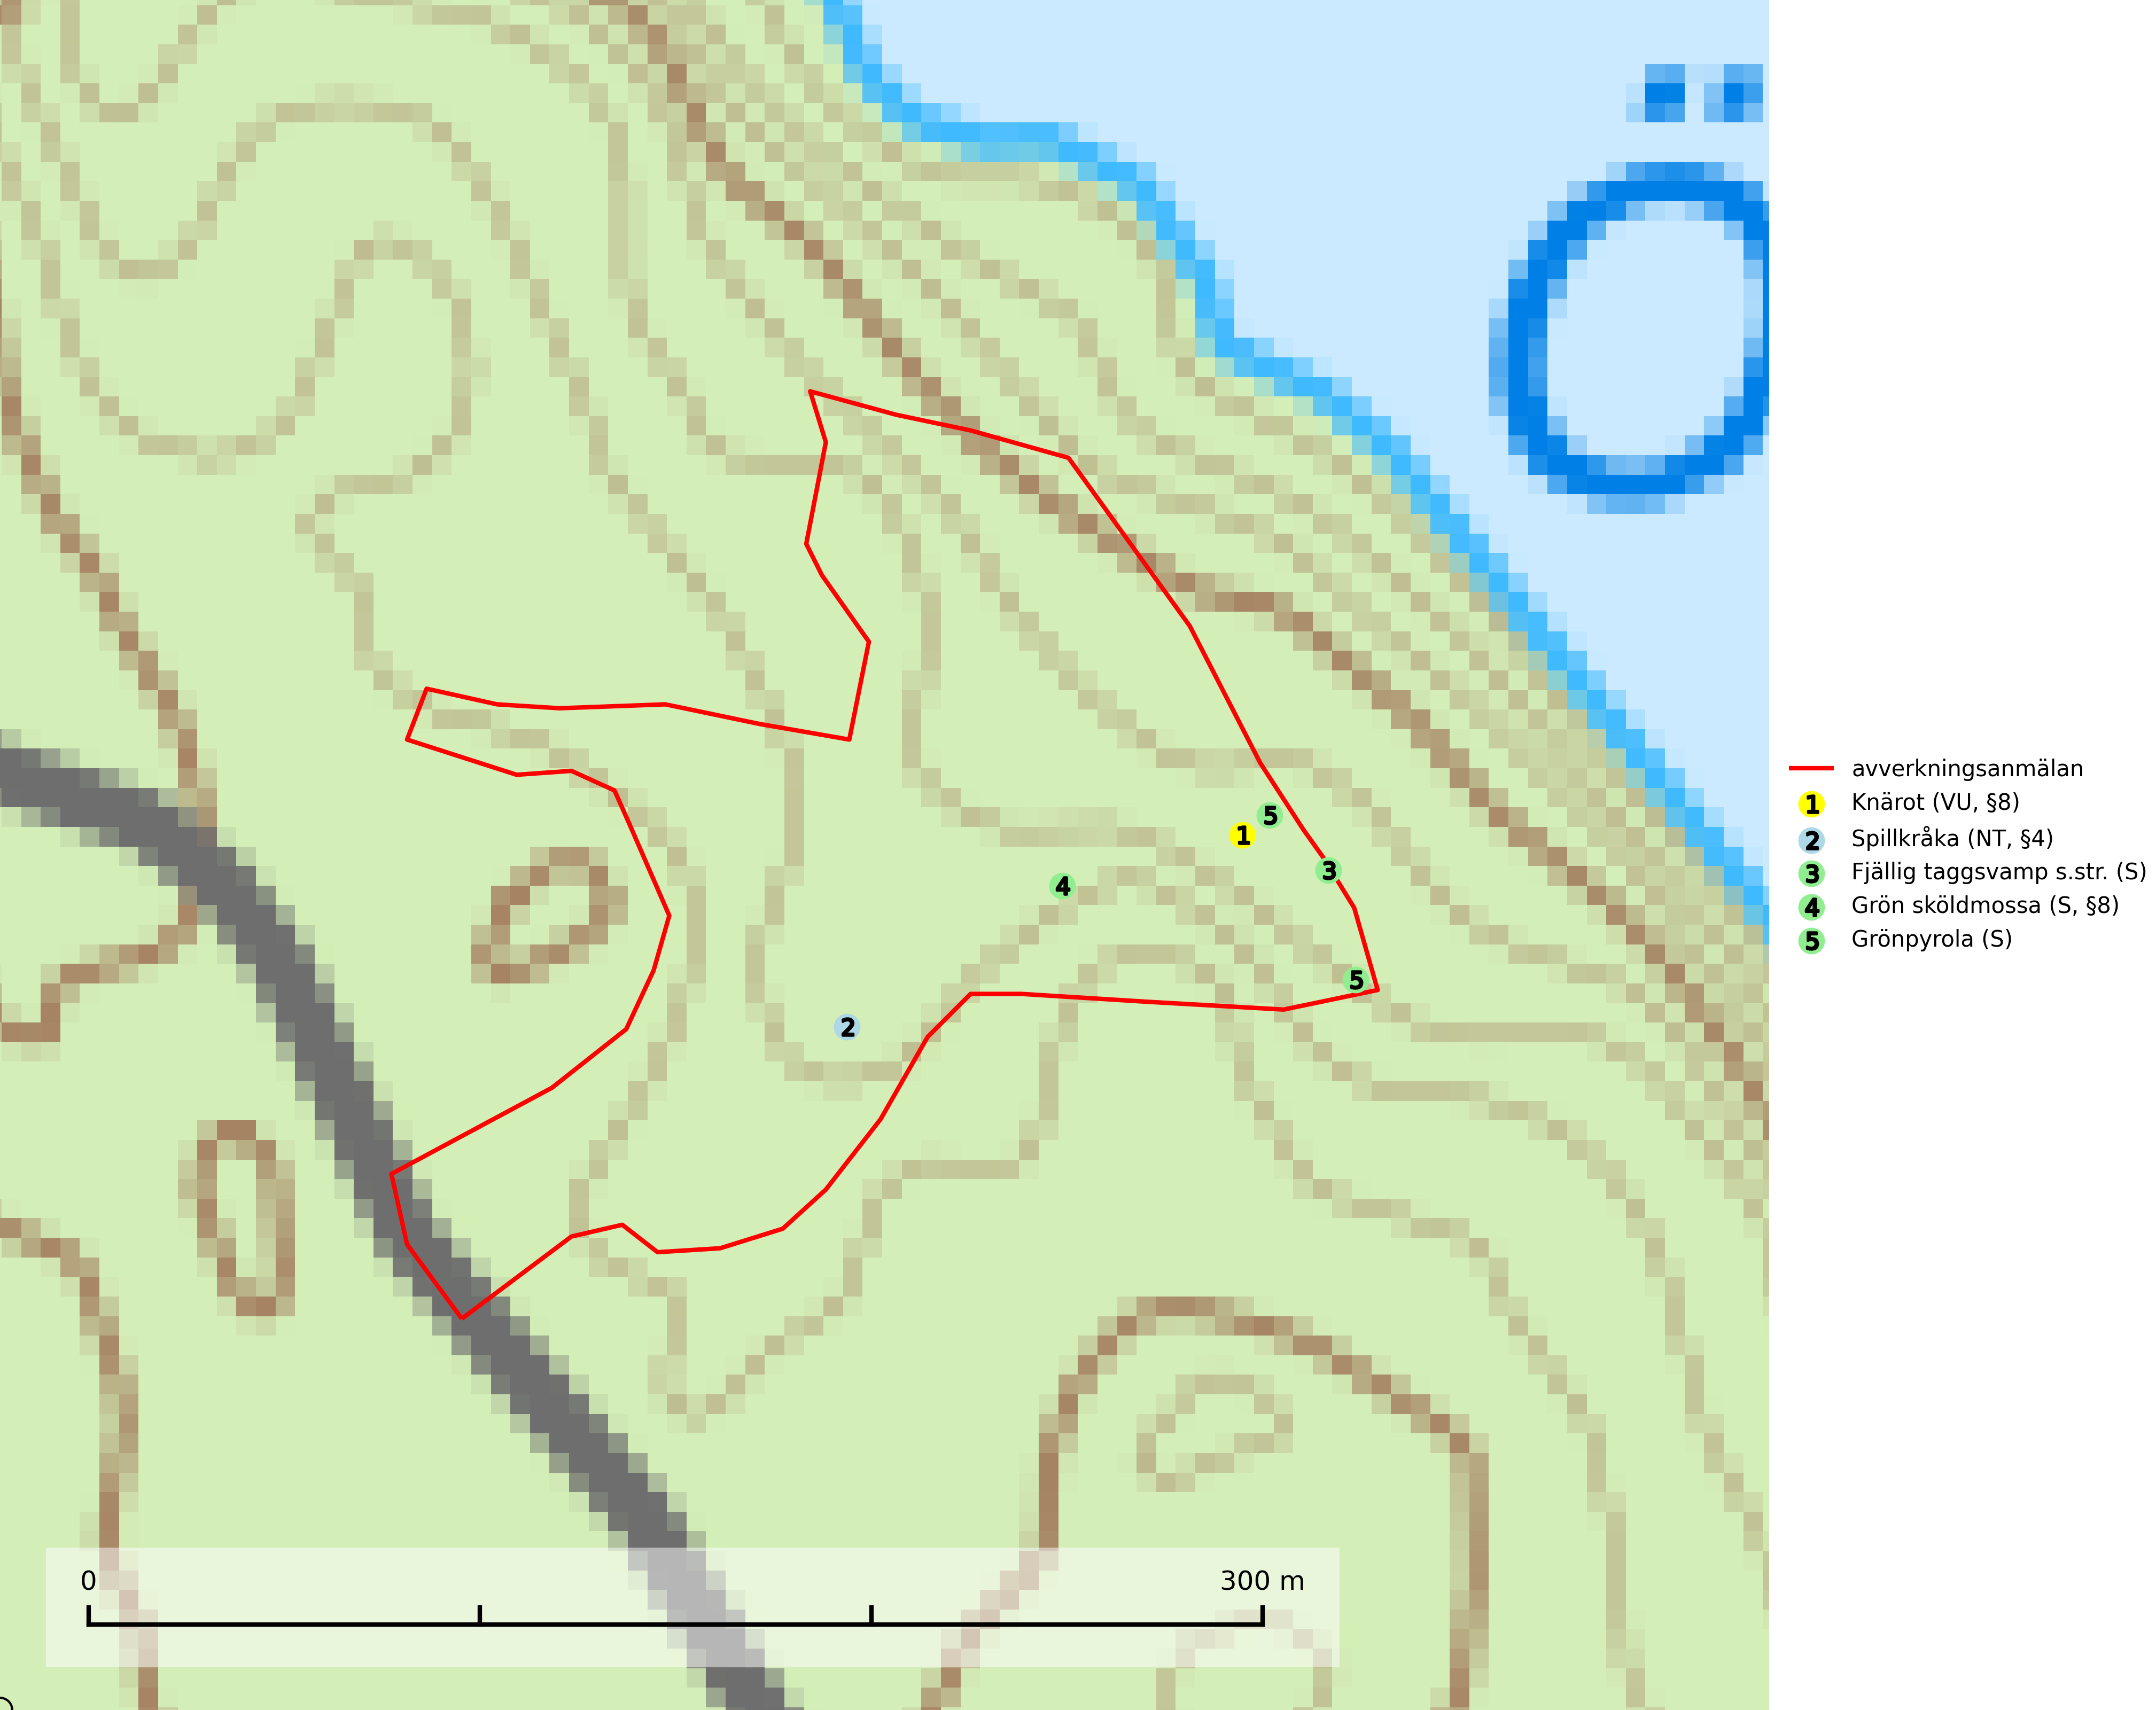 5
1
3
4
5
2
avverkningsanmälan
1 Knärot (VU, §8)
2 Spillkråka (NT, §4)
3 Fjällig taggsvamp s.str. (S)
4 Grön sköldmossa (S, §8)
5 Grönpyrola (S)
0 300 m